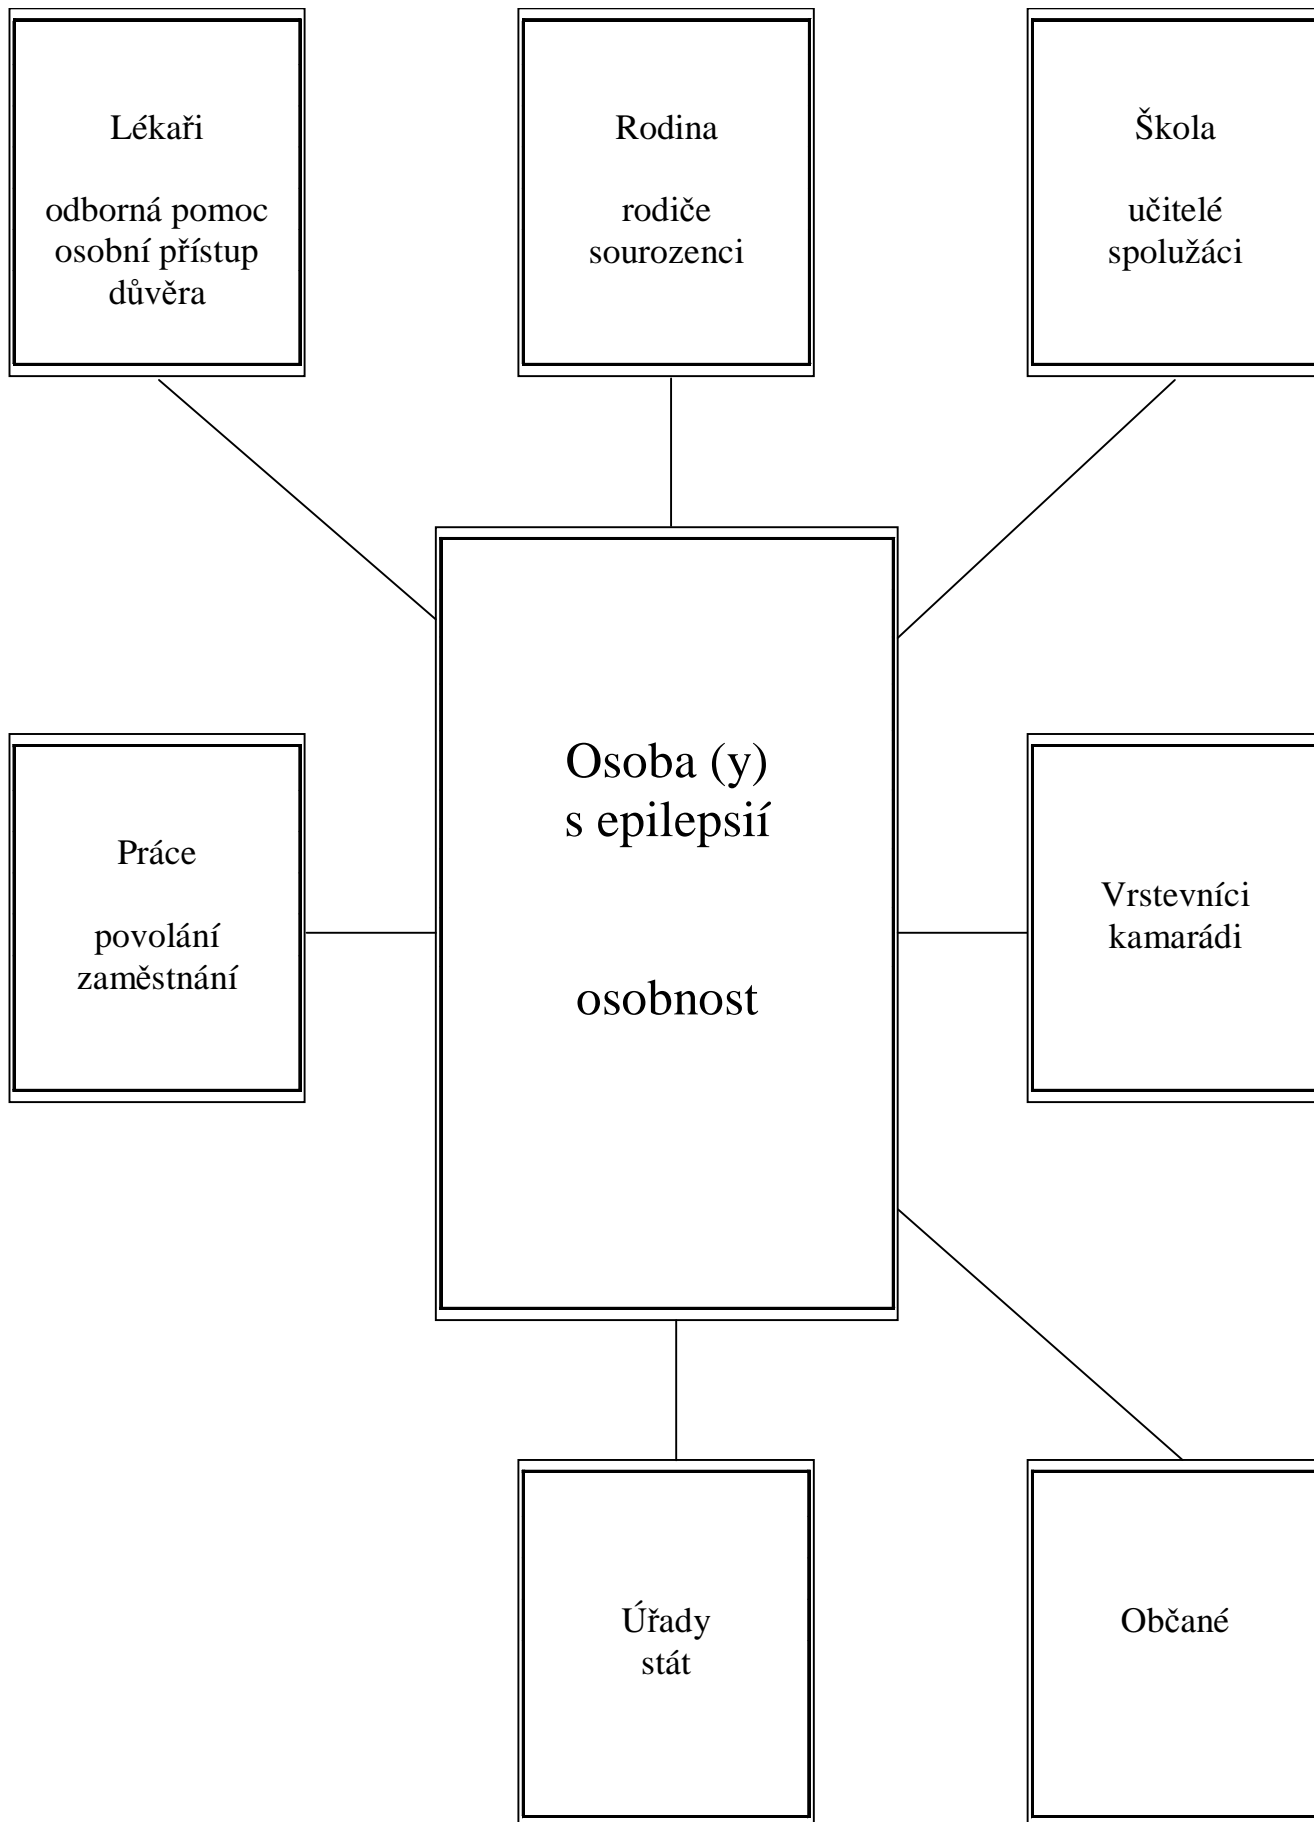 Lékaři
odborná pomoc
osobní přístup
důvěra
Rodina
rodiče
sourozenci
Škola
učitelé
spolužáci
Osoba (y)
s epilepsií
osobnost
Práce
povolání
zaměstnání
Vrstevníci
kamarádi
Úřady
stát
Občané